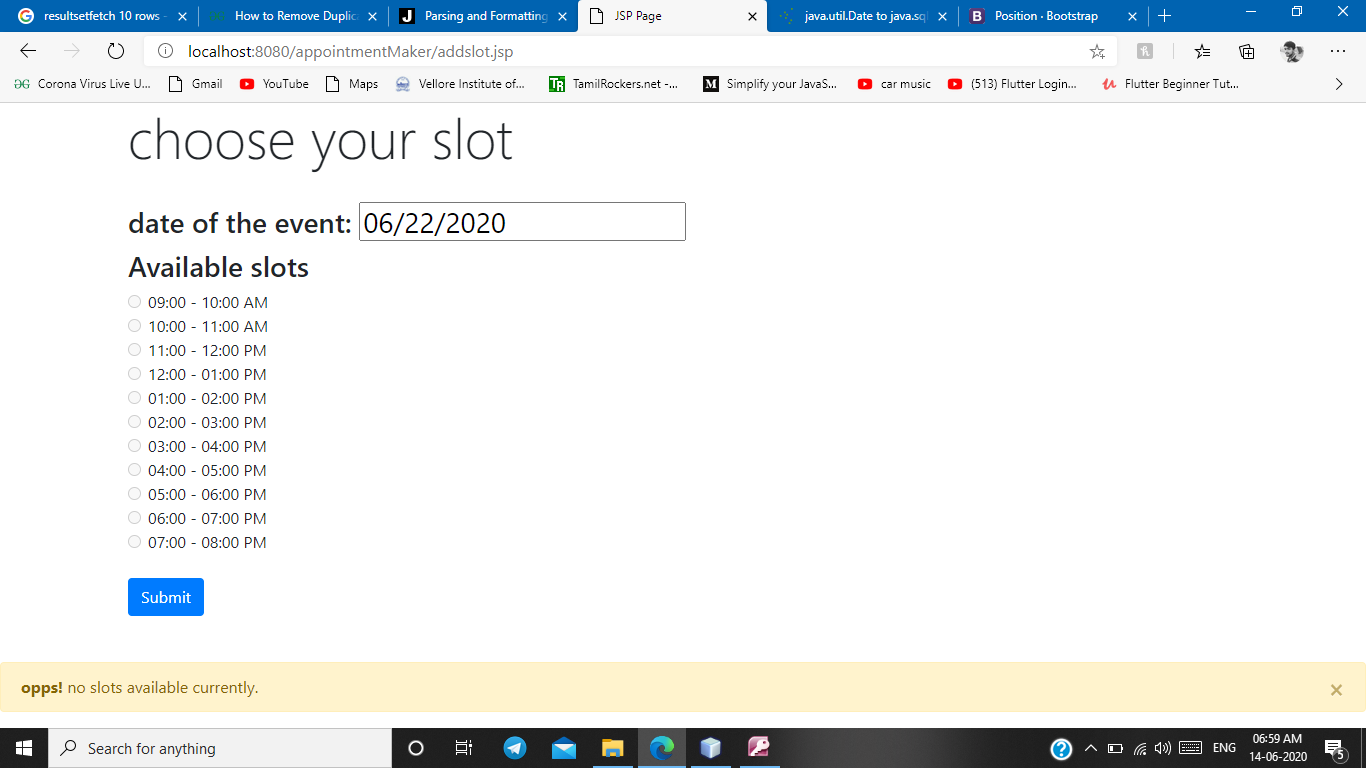 resultsetfetch 10 rows -
How to Remove Duplic
Parsing and Formatting
JSP Page
java.util.Date to java.sql
Position · Bootstrap
localhost:8080/appointmentMaker/addslot.jsp
Corona Virus Live U...
Gmail
YouTube
Maps
Vellore Institute of...
TamilRockers.net -...
Simplify your JavaS...
car music
(513) Flutter Login...
Flutter Beginner Tut...
choose your slot
date of the event: 06/22/2020
Available slots
09:00 - 10:00 AM
10:00 - 11:00 AM
11:00 - 12:00 PM
12:00 - 01:00 PM
01:00 - 02:00 PM
02:00 - 03:00 PM
03:00 - 04:00 PM
04:00 - 05:00 PM
05:00 - 06:00 PM
06:00 - 07:00 PM
07:00 - 08:00 PM
Submit
opps! no slots available currently.
Search for anything
ENG
06:59 AM
14-06-2020
5